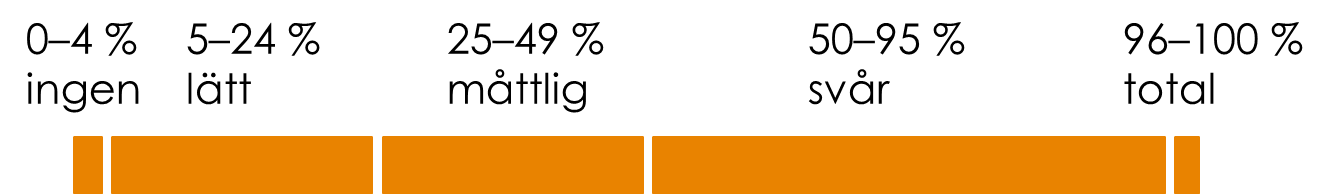 0–4 % 5–24 % 25–49 % 50–95 % 96–100 %
ingen lätt måttlig svår total